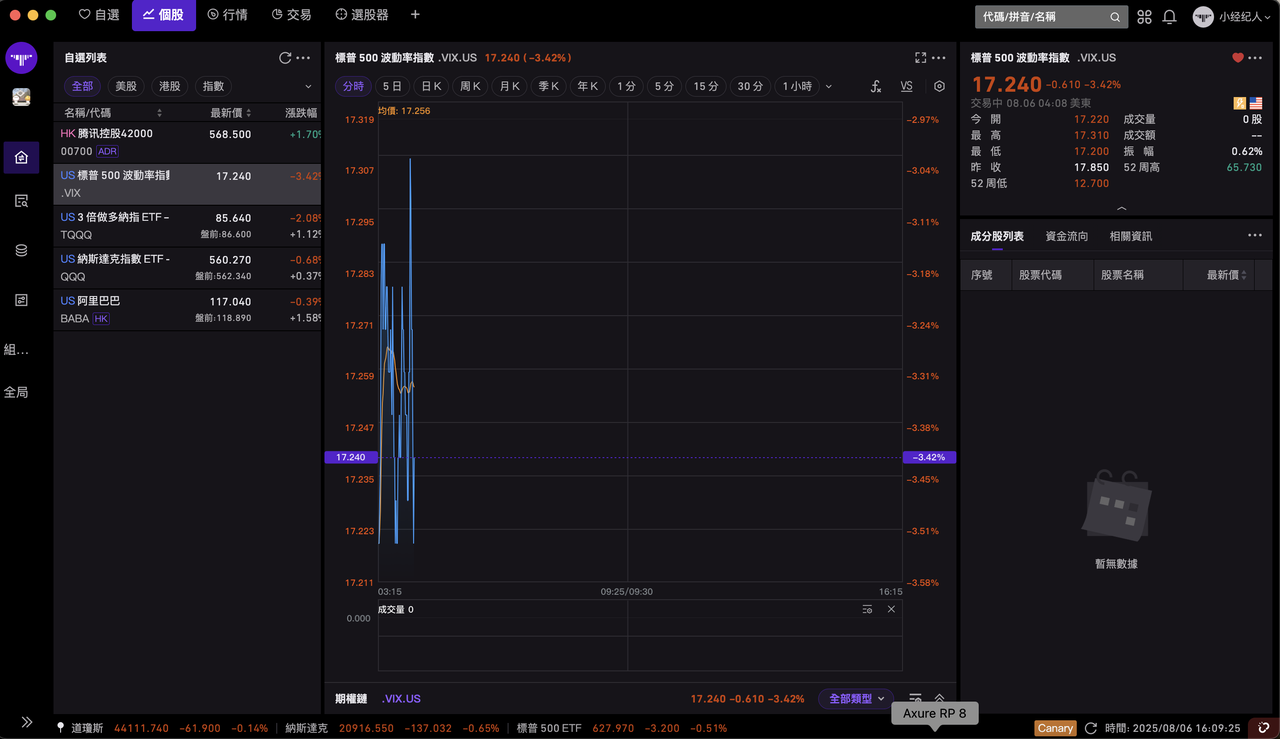 自選
個股
行情
交易
選股器
+
代碼/拼音/名稱
小经纪人
自選列表
全部
美股
港股
指數
名稱/代碼
最新價
漲跌幅
HK 腾讯控股42000
568.500
+1.70%
00700 ADR
US 標普 500 波動率指數
17.240
-3.42%
.VIX
US 3 倍做多納指 ETF –
85.640
-2.08%
TQQQ
盤前:86.600
+1.12%
US 納斯達克指數 ETF -
560.270
-0.68%
QQQ
盤前:562.340
+0.37%
US 阿里巴巴
117.040
-0.39%
BABA HK
盤前:118.890
+1.58%
組...
全局
標普 500 波動率指數 .VIX.US 17.240 (−3.42%)
分時
5 日
日 K
周 K
月 K
季 K
年 K
1 分
5 分
15 分
30 分
1 小時
VS
均價: 17.256
17.319
17.307
17.295
17.283
17.271
17.259
17.247
17.240
17.235
17.223
17.211
−2.97%
−3.04%
−3.11%
−3.18%
−3.24%
−3.31%
−3.38%
−3.42%
−3.45%
−3.51%
−3.58%
03:15
09:25/09:30
16:15
成交量 0
0.000
期權鏈
.VIX.US
17.240 −0.610 −3.42%
全部類型
標普 500 波動率指數 .VIX.US
17.240 −0.610 −3.42%
交易中 08.06 04:08 美東
今 開 17.220 成交量 0 股
最 高 17.310 成交額 --
最 低 17.200 振 幅 0.62%
昨 收 17.850 52 周高 65.730
52 周低 12.700
成分股列表
資金流向
相關資訊
序號
股票代碼
股票名稱
最新價
暫無數據
Axure RP 8
道瓊斯 44111.740 −61.900 −0.14%
納斯達克 20916.550 −137.032 −0.65%
標普 500 ETF 627.970 −3.200 −0.51%
Canary
時間: 2025/08/06 16:09:25